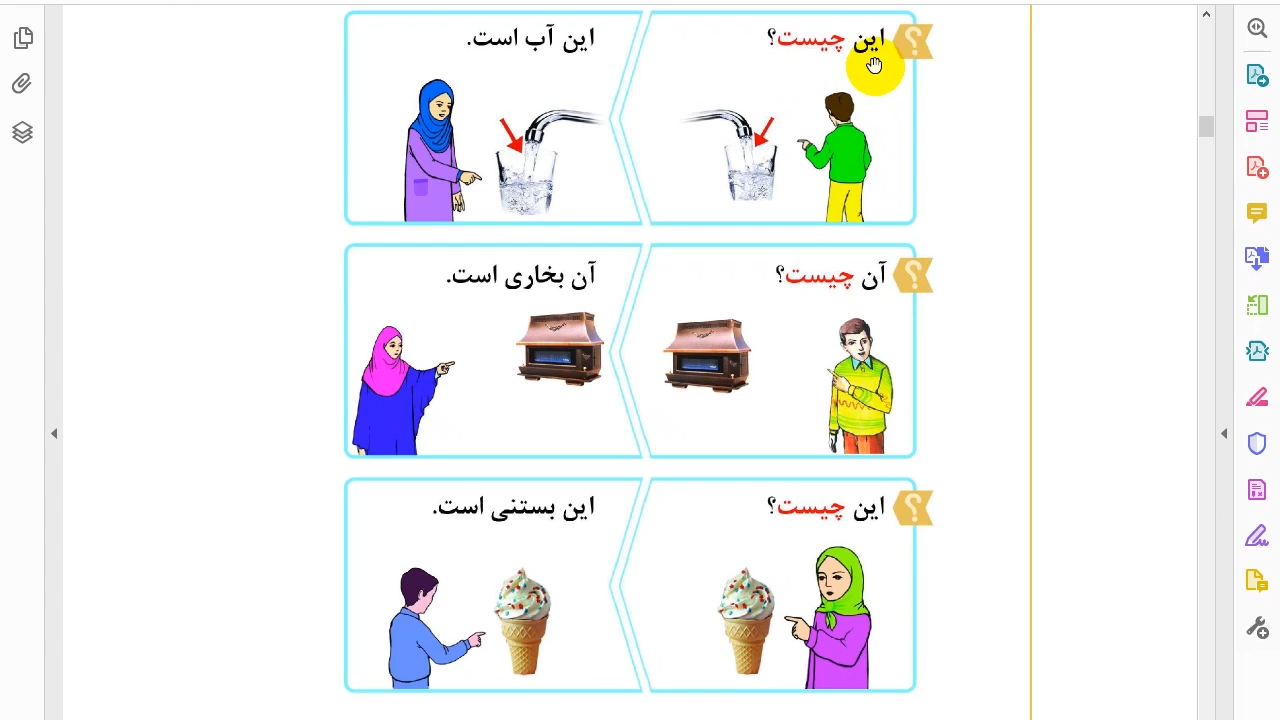 این چیست؟
این آب است.
آن چیست؟
آن بخاری است.
این چیست؟
این بستنی است.